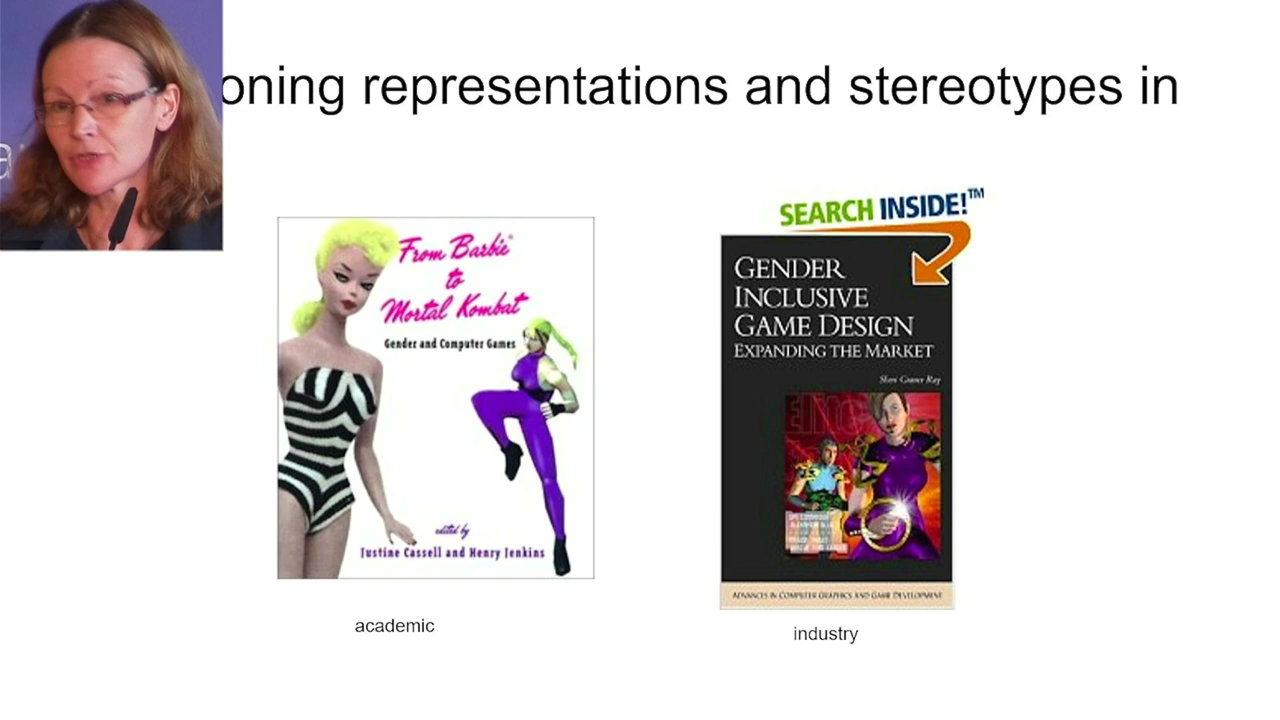 oning representations and stereotypes in
SEARCH INSIDE!™
From Barbie®
to
Mortal Kombat
Gender and Computer Games
edited by
Justine Cassell and Henry Jenkins
GENDER
INCLUSIVE
GAME DESIGN
EXPANDING THE MARKET
Sheri Graner Ray
Elite
ADVANCES IN COMPUTER GRAPHICS AND GAME DEVELOPMENT
academic
industry